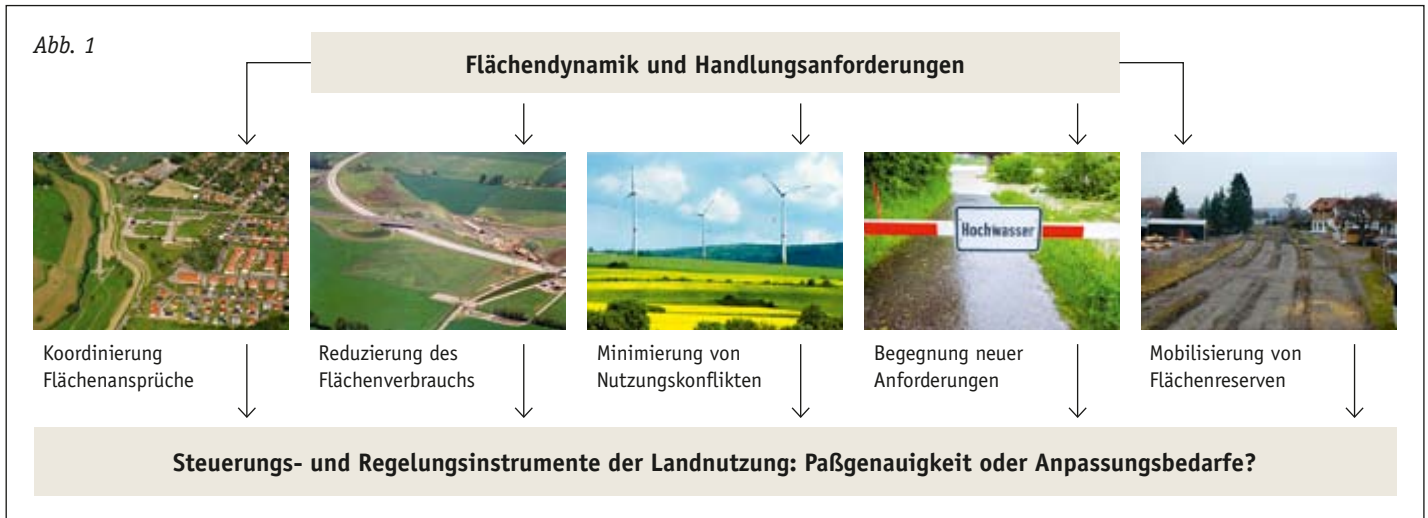 Abb. 1
Flächendynamik und Handlungsanforderungen
Hochwasser
Koordinierung
Flächenansprüche
Reduzierung des
Flächenverbrauchs
Minimierung von
Nutzungskonflikten
Begegnung neuer
Anforderungen
Mobilisierung von
Flächenreserven
Steuerungs- und Regelungsinstrumente der Landnutzung: Paßgenauigkeit oder Anpassungsbedarfe?